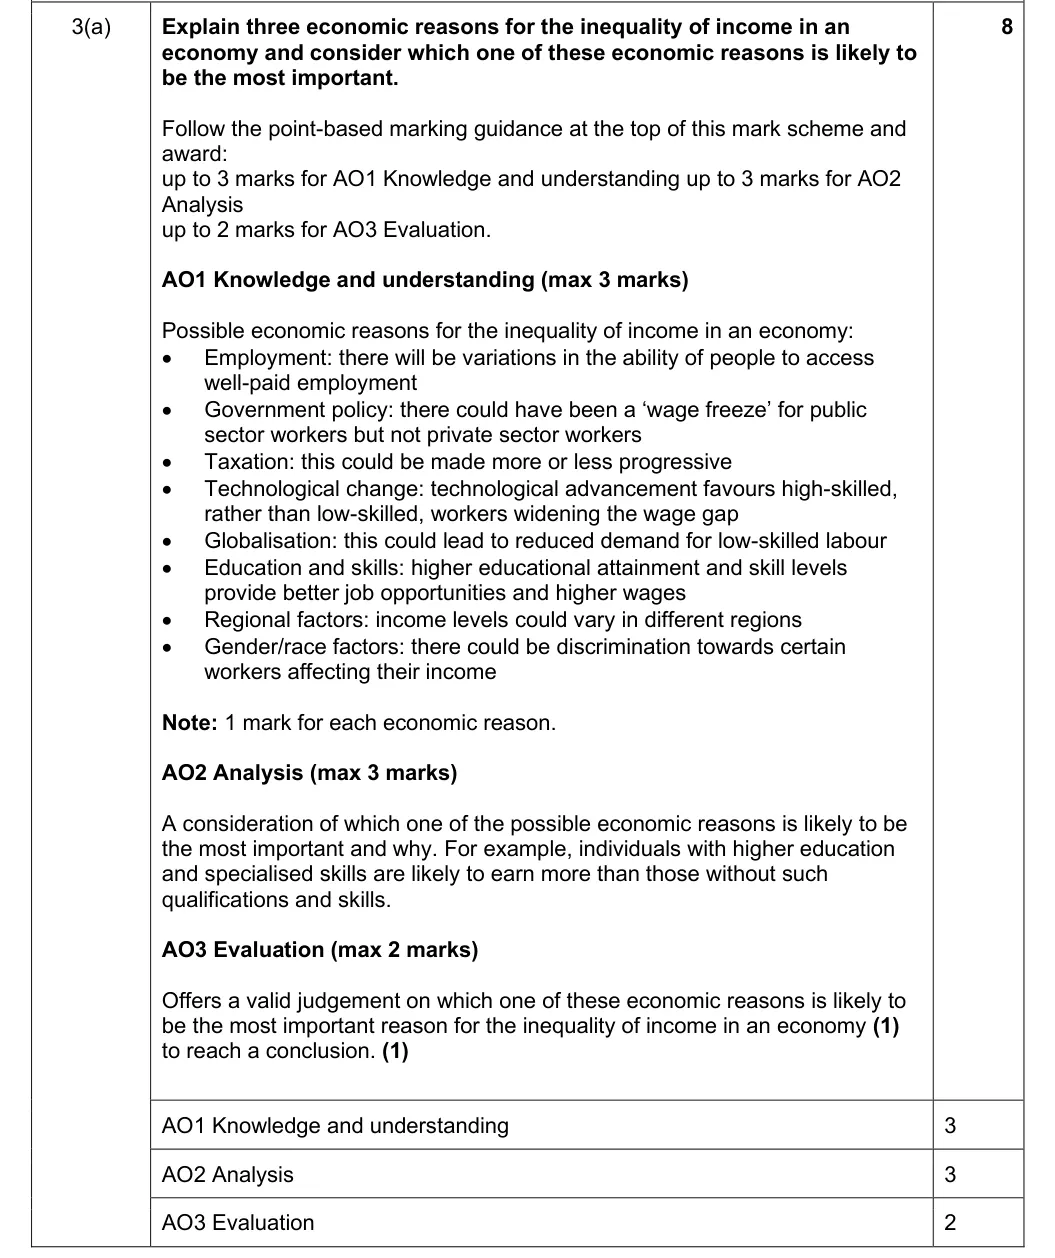 3(a)
Explain three economic reasons for the inequality of income in an
economy and consider which one of these economic reasons is likely to
be the most important.
8
Follow the point-based marking guidance at the top of this mark scheme and
award:
up to 3 marks for AO1 Knowledge and understanding up to 3 marks for AO2
Analysis
up to 2 marks for AO3 Evaluation.
AO1 Knowledge and understanding (max 3 marks)
Possible economic reasons for the inequality of income in an economy:
• Employment: there will be variations in the ability of people to access
well-paid employment
• Government policy: there could have been a ‘wage freeze’ for public
sector workers but not private sector workers
• Taxation: this could be made more or less progressive
• Technological change: technological advancement favours high-skilled,
rather than low-skilled, workers widening the wage gap
• Globalisation: this could lead to reduced demand for low-skilled labour
• Education and skills: higher educational attainment and skill levels
provide better job opportunities and higher wages
• Regional factors: income levels could vary in different regions
• Gender/race factors: there could be discrimination towards certain
workers affecting their income
Note: 1 mark for each economic reason.
AO2 Analysis (max 3 marks)
A consideration of which one of the possible economic reasons is likely to be
the most important and why. For example, individuals with higher education
and specialised skills are likely to earn more than those without such
qualifications and skills.
AO3 Evaluation (max 2 marks)
Offers a valid judgement on which one of these economic reasons is likely to
be the most important reason for the inequality of income in an economy (1)
to reach a conclusion. (1)
AO1 Knowledge and understanding 3
AO2 Analysis 3
AO3 Evaluation 2